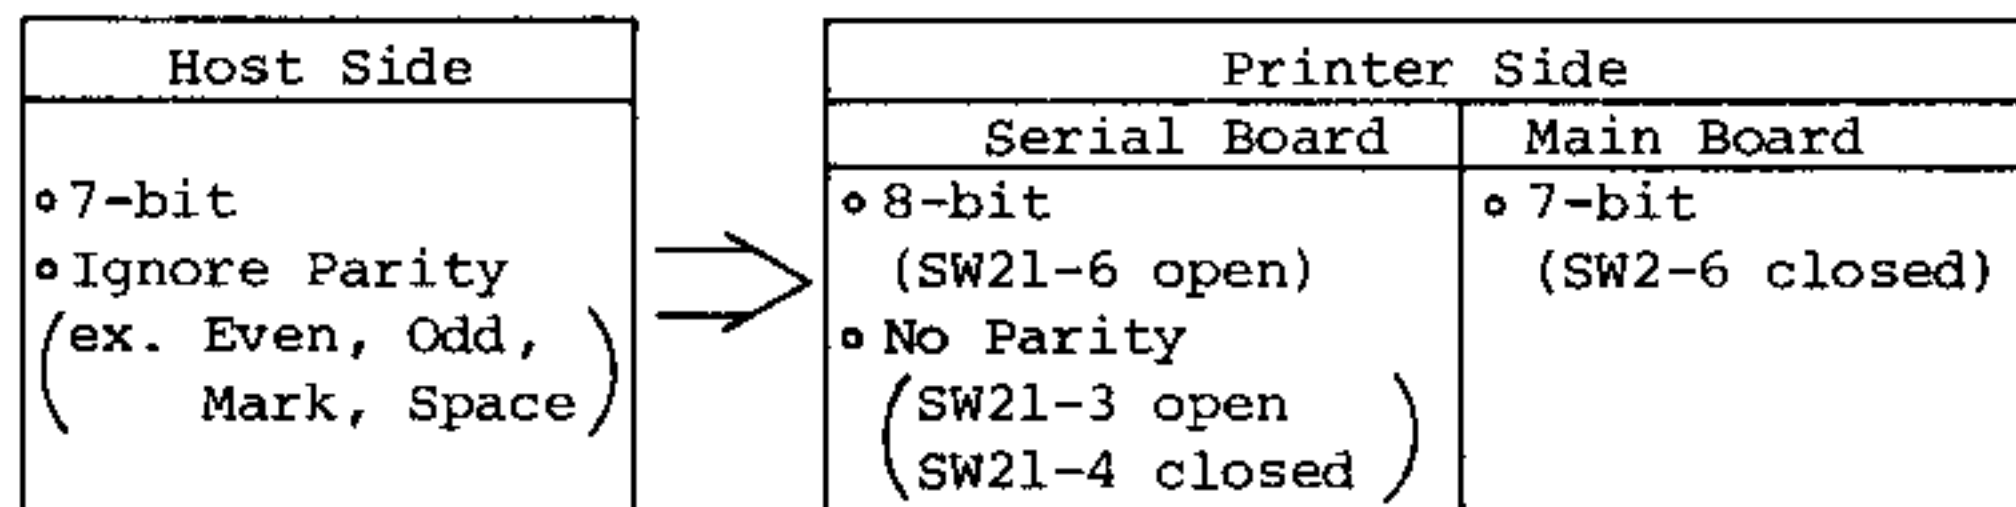 Host Side
∘7-bit
∘Ignore Parity
(ex. Even, Odd,
Mark, Space)
Printer Side
Serial Board
∘ 8-bit
(SW21-6 open)
∘ No Parity
(SW21-3 open
SW21-4 closed)
Main Board
∘ 7-bit
(SW2-6 closed)